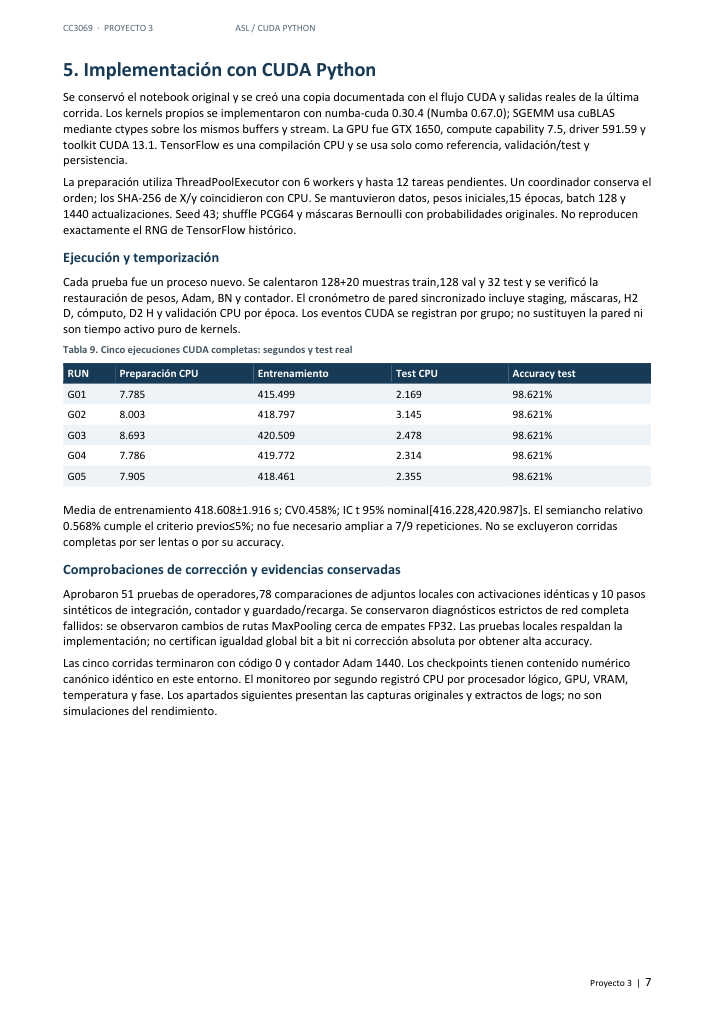 CC3069 · PROYECTO 3 ASL / CUDA PYTHON
5. Implementación con CUDA Python
Se conservó el notebook original y se creó una copia documentada con el flujo CUDA y salidas reales de la última
corrida. Los kernels propios se implementaron con numba-cuda 0.30.4 (Numba 0.67.0); SGEMM usa cuBLAS
mediante ctypes sobre los mismos buffers y stream. La GPU fue GTX 1650, compute capability 7.5, driver 591.59 y
toolkit CUDA 13.1. TensorFlow es una compilación CPU y se usa solo como referencia, validación/test y
persistencia.
La preparación utiliza ThreadPoolExecutor con 6 workers y hasta 12 tareas pendientes. Un coordinador conserva el
orden; los SHA-256 de X/y coincidieron con CPU. Se mantuvieron datos, pesos iniciales,15 épocas, batch 128 y
1440 actualizaciones. Seed 43; shuffle PCG64 y máscaras Bernoulli con probabilidades originales. No reproducen
exactamente el RNG de TensorFlow histórico.
Ejecución y temporización
Cada prueba fue un proceso nuevo. Se calentaron 128+20 muestras train,128 val y 32 test y se verificó la
restauración de pesos, Adam, BN y contador. El cronómetro de pared sincronizado incluye staging, máscaras, H2
D, cómputo, D2 H y validación CPU por época. Los eventos CUDA se registran por grupo; no sustituyen la pared ni
son tiempo activo puro de kernels.
Tabla 9. Cinco ejecuciones CUDA completas: segundos y test real
RUN Preparación CPU Entrenamiento Test CPU Accuracy test
G01 7.785 415.499 2.169 98.621%
G02 8.003 418.797 3.145 98.621%
G03 8.693 420.509 2.478 98.621%
G04 7.786 419.772 2.314 98.621%
G05 7.905 418.461 2.355 98.621%
Media de entrenamiento 418.608±1.916 s; CV0.458%; IC t 95% nominal[416.228,420.987]s. El semiancho relativo
0.568% cumple el criterio previo≤5%; no fue necesario ampliar a 7/9 repeticiones. No se excluyeron corridas
completas por ser lentas o por su accuracy.
Comprobaciones de corrección y evidencias conservadas
Aprobaron 51 pruebas de operadores,78 comparaciones de adjuntos locales con activaciones idénticas y 10 pasos
sintéticos de integración, contador y guardado/recarga. Se conservaron diagnósticos estrictos de red completa
fallidos: se observaron cambios de rutas MaxPooling cerca de empates FP32. Las pruebas locales respaldan la
implementación; no certifican igualdad global bit a bit ni corrección absoluta por obtener alta accuracy.
Las cinco corridas terminaron con código 0 y contador Adam 1440. Los checkpoints tienen contenido numérico
canónico idéntico en este entorno. El monitoreo por segundo registró CPU por procesador lógico, GPU, VRAM,
temperatura y fase. Los apartados siguientes presentan las capturas originales y extractos de logs; no son
simulaciones del rendimiento.
Proyecto 3 | 7